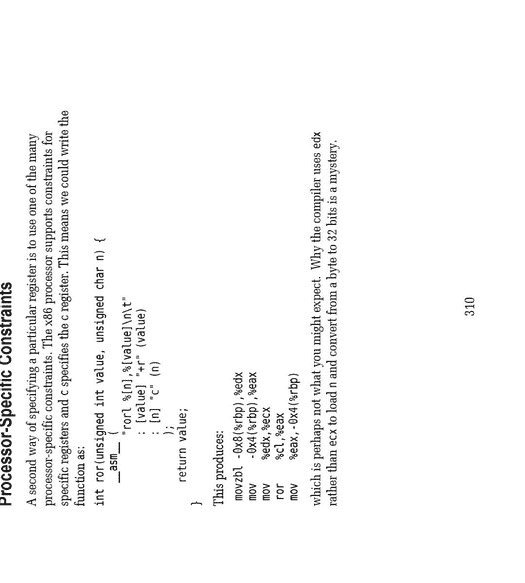 Processor-Specific Constraints
A second way of specifying a particular register is to use one of the many
processor-specific constraints. The x86 processor supports constraints for
specific registers and c specifies the c register. This means we could write the
function as:
int ror(unsigned int value, unsigned char n) {
__asm__ (
"rorl %[n],%[value]\n\t"
: [value] "+r" (value)
: [n] "c" (n)
);
return value;
}
This produces:
movzbl -0x8(%rbp),%edx
mov -0x4(%rbp),%eax
mov %edx,%ecx
ror %cl,%eax
mov %eax,-0x4(%rbp)
which is perhaps not what you might expect. Why the compiler uses edx
rather than ecx to load n and convert from a byte to 32 bits is a mystery.
310